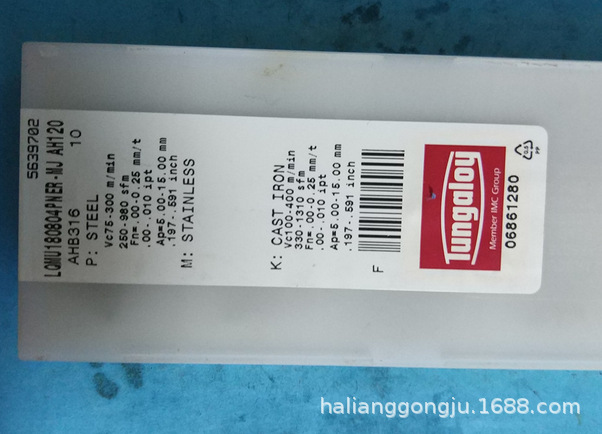 5639702
LQMU180804PNER-MJ AH120
AHB316 10
P: STEEL
Vc75-300 m/min
250-980 sfm
Fn=.00-0.25 mm/t
.00-.010 ipt
Ap=5.00-15.00 mm
.197-.591 inch
M: STAINLESS
K: CAST IRON
Vc100-400 m/min
330-1310 sfm
Fn=.00-0.25 mm/t
.00-.010 ipt
Ap=5.00-15.00 mm
.197-.591 inch
F
Tungaloy
Member IMC Group
06861280
PP
halianggongju.1688.com